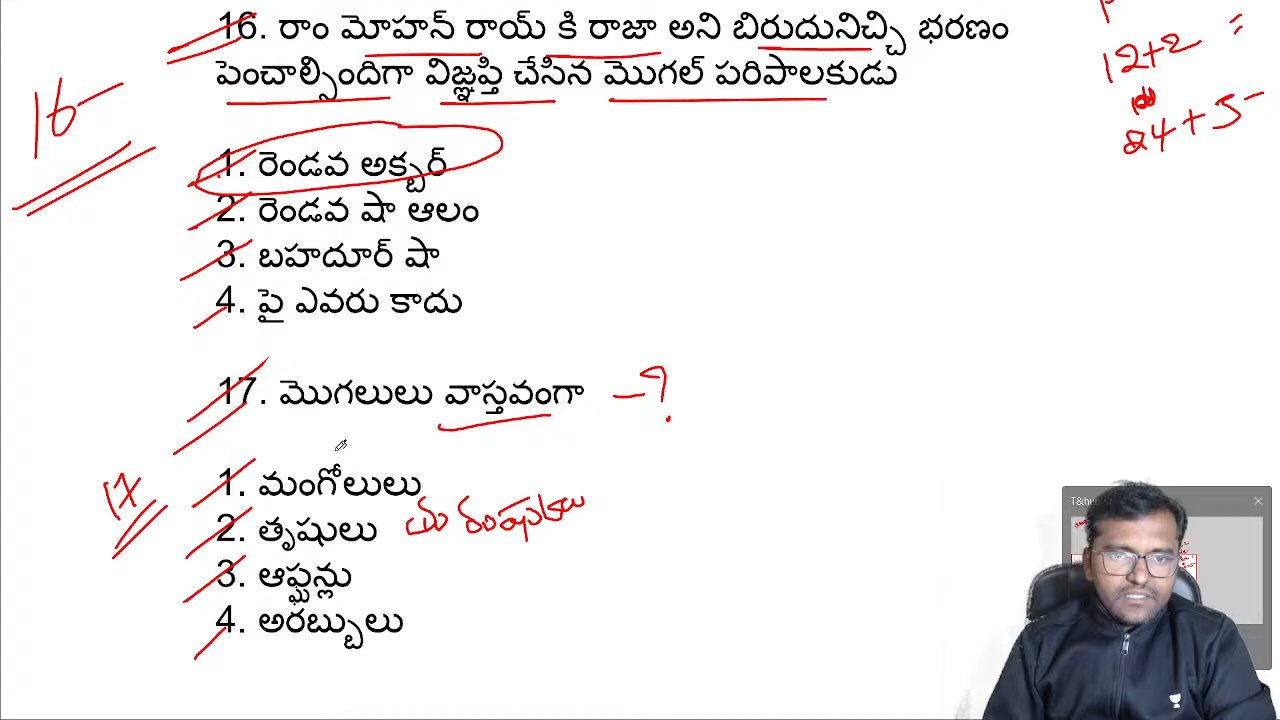 16. రాం మోహన్ రాయ్ కి రాజా అని బిరుదునిచ్చి భరణం
పెంచాల్సిందిగా విజ్ఞప్తి చేసిన మొగల్ పరిపాలకుడు
12+2 =
24+5
16
1. రెండవ అక్బర్
2. రెండవ షా ఆలం
3. బహదూర్ షా
4. పై ఎవరు కాదు
17. మొగలులు వాస్తవంగా - ?
17
1. మంగోలులు
2. తృషులు
3. ఆఫ్ఘన్లు
4. అరబ్బులు